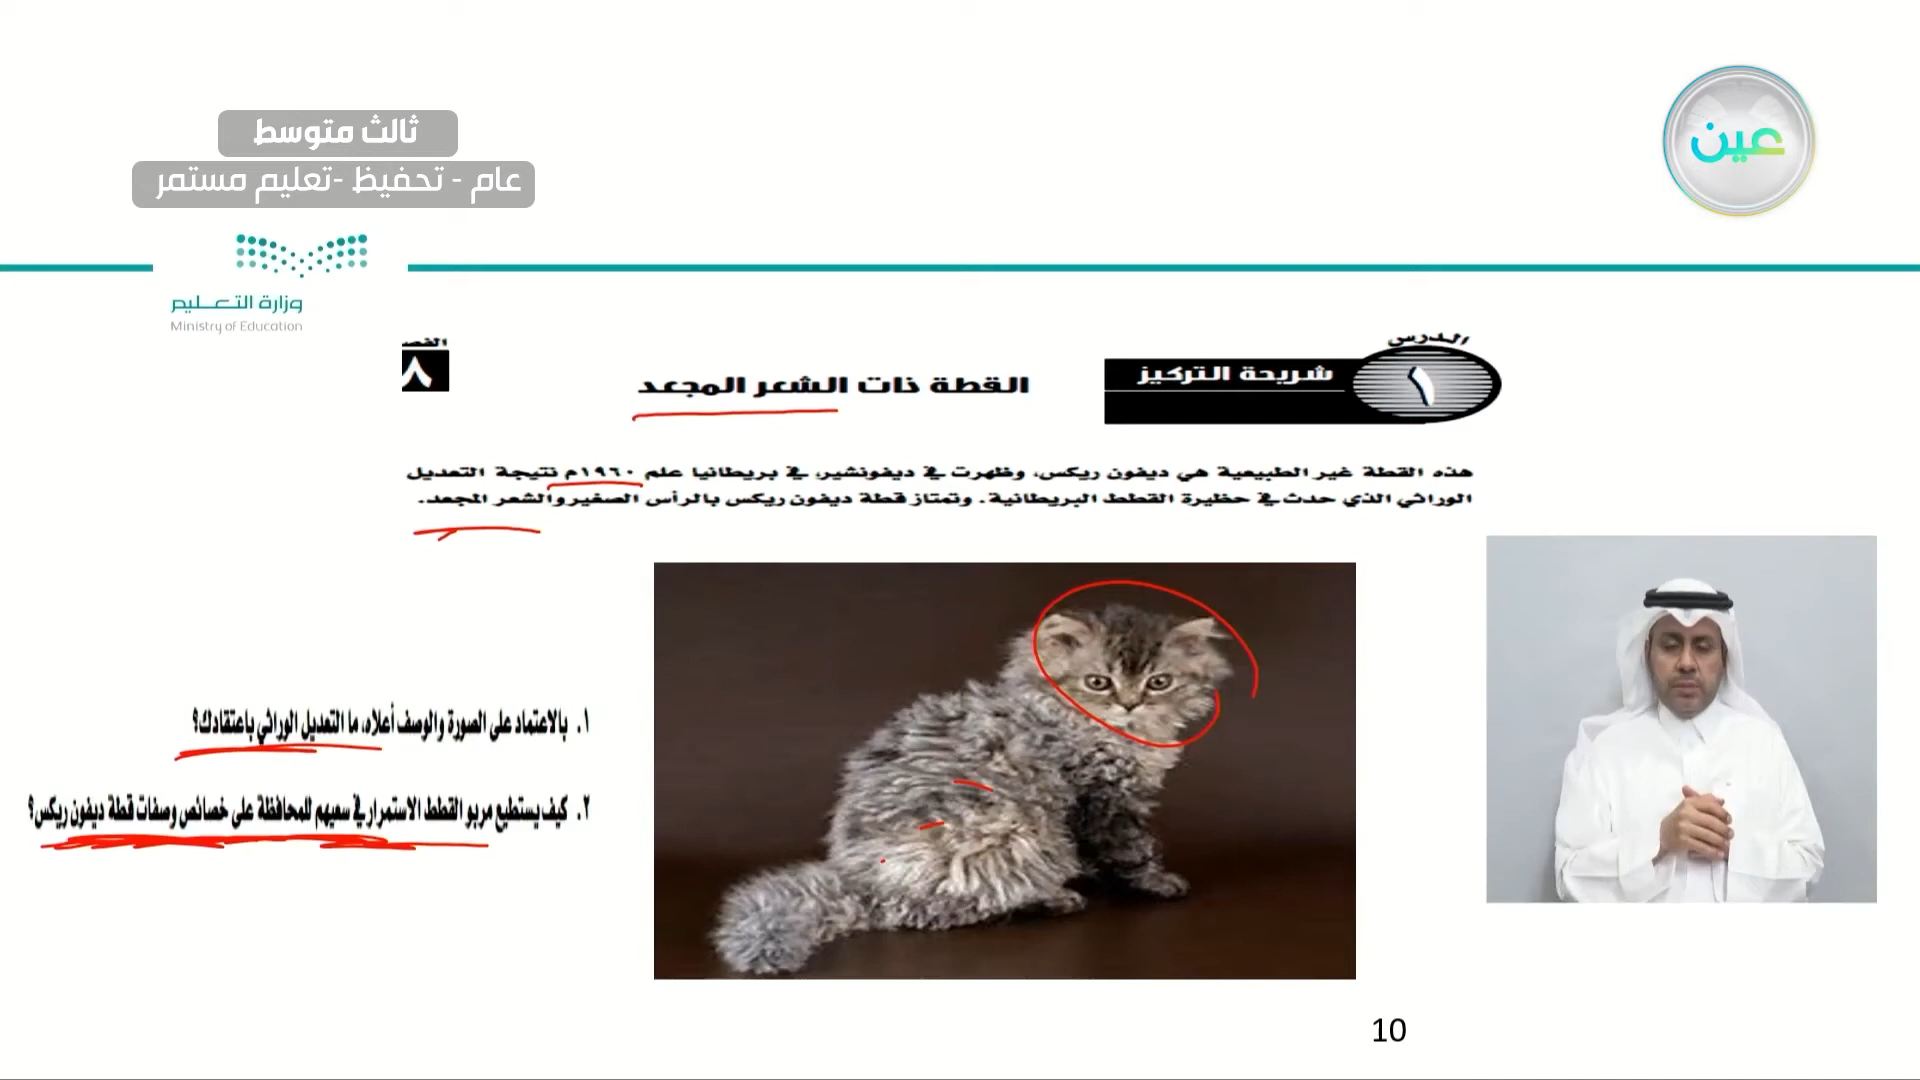 ثالث متوسط
عام - تحفيظ -تعليم مستمر
عين
وزارة التعليم
Ministry of Education
الدرس
١
شريحة التركيز
القطة ذات الشعر المجعد
الفصـ
٨
هذه القطة غير الطبيعية هي ديفون ريكس، وظهرت في ديفونشير، في بريطانيا علم ١٩٦٠م نتيجة التعديل
الوراثي الذي حدث في حظيرة القطط البريطانية. وتمتاز قطة ديفون ريكس بالرأس الصغير والشعر المجعد.
١. بالاعتماد على الصورة والوصف أعلاه، ما التعديل الوراثي باعتقادك؟
٢. كيف يستطيع مربو القطط الاستمرار في سعيهم للمحافظة على خصائص وصفات قطة ديفون ريكس؟
10